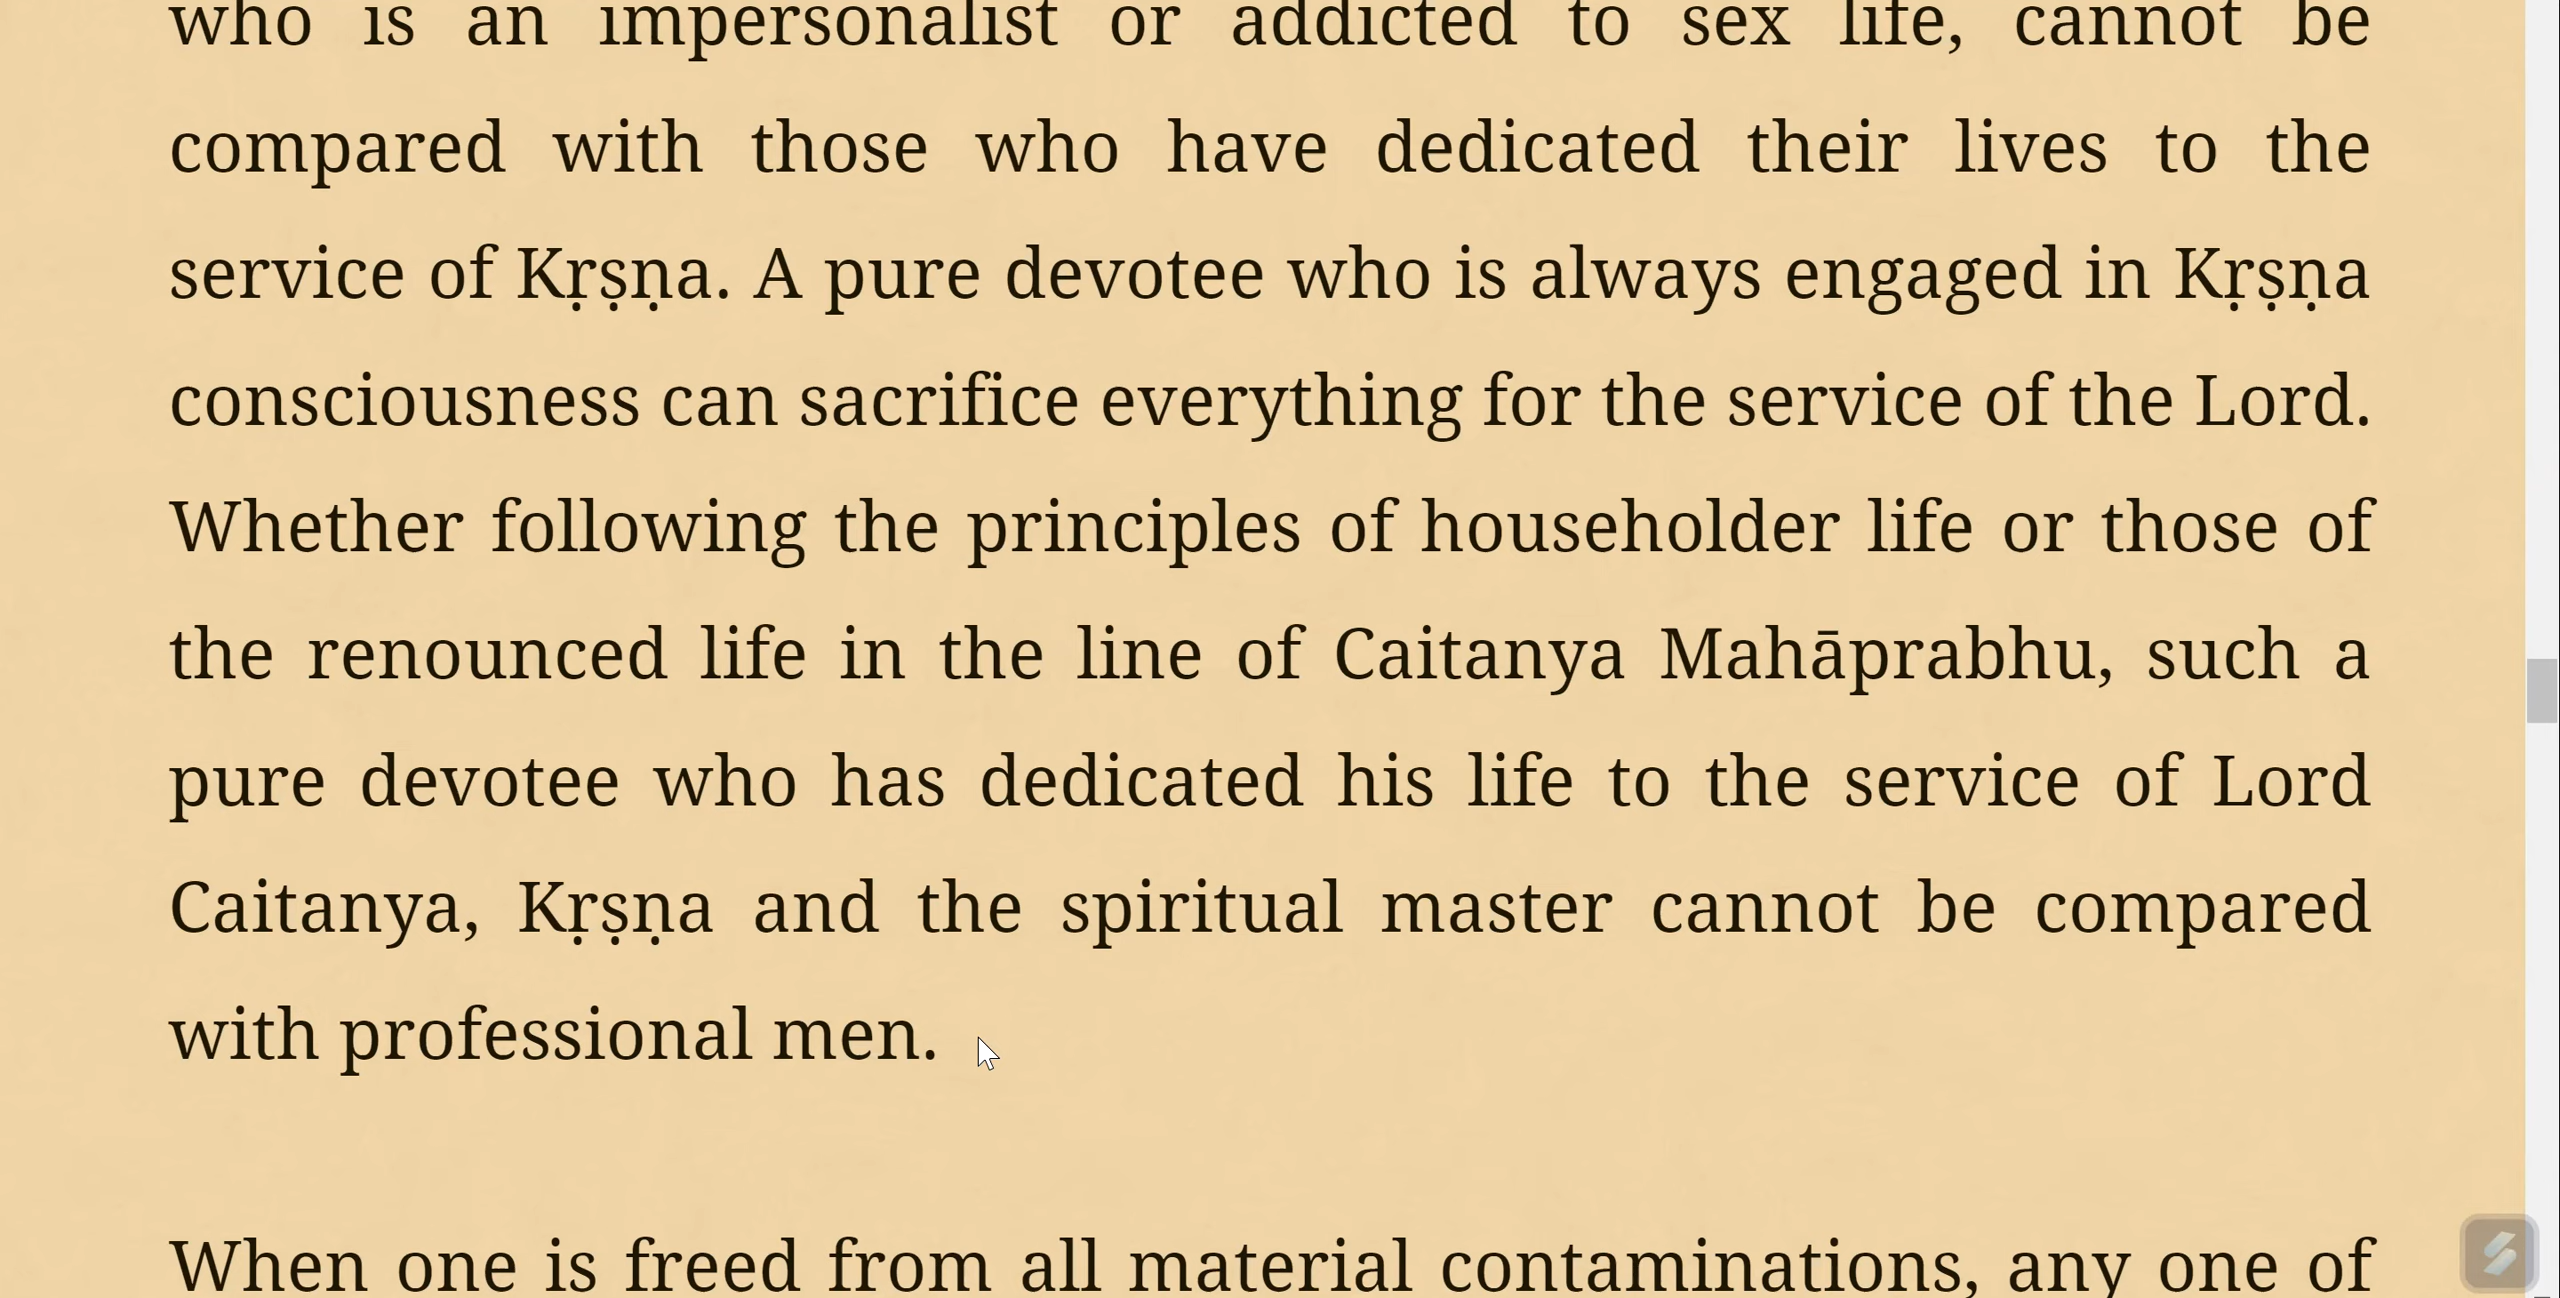 who is an impersonalist or addicted to sex life, cannot be
compared with those who have dedicated their lives to the
service of Kṛṣṇa. A pure devotee who is always engaged in Kṛṣṇa
consciousness can sacrifice everything for the service of the Lord.
Whether following the principles of householder life or those of
the renounced life in the line of Caitanya Mahāprabhu, such a
pure devotee who has dedicated his life to the service of Lord
Caitanya, Kṛṣṇa and the spiritual master cannot be compared
with professional men.
When one is freed from all material contaminations, any one of